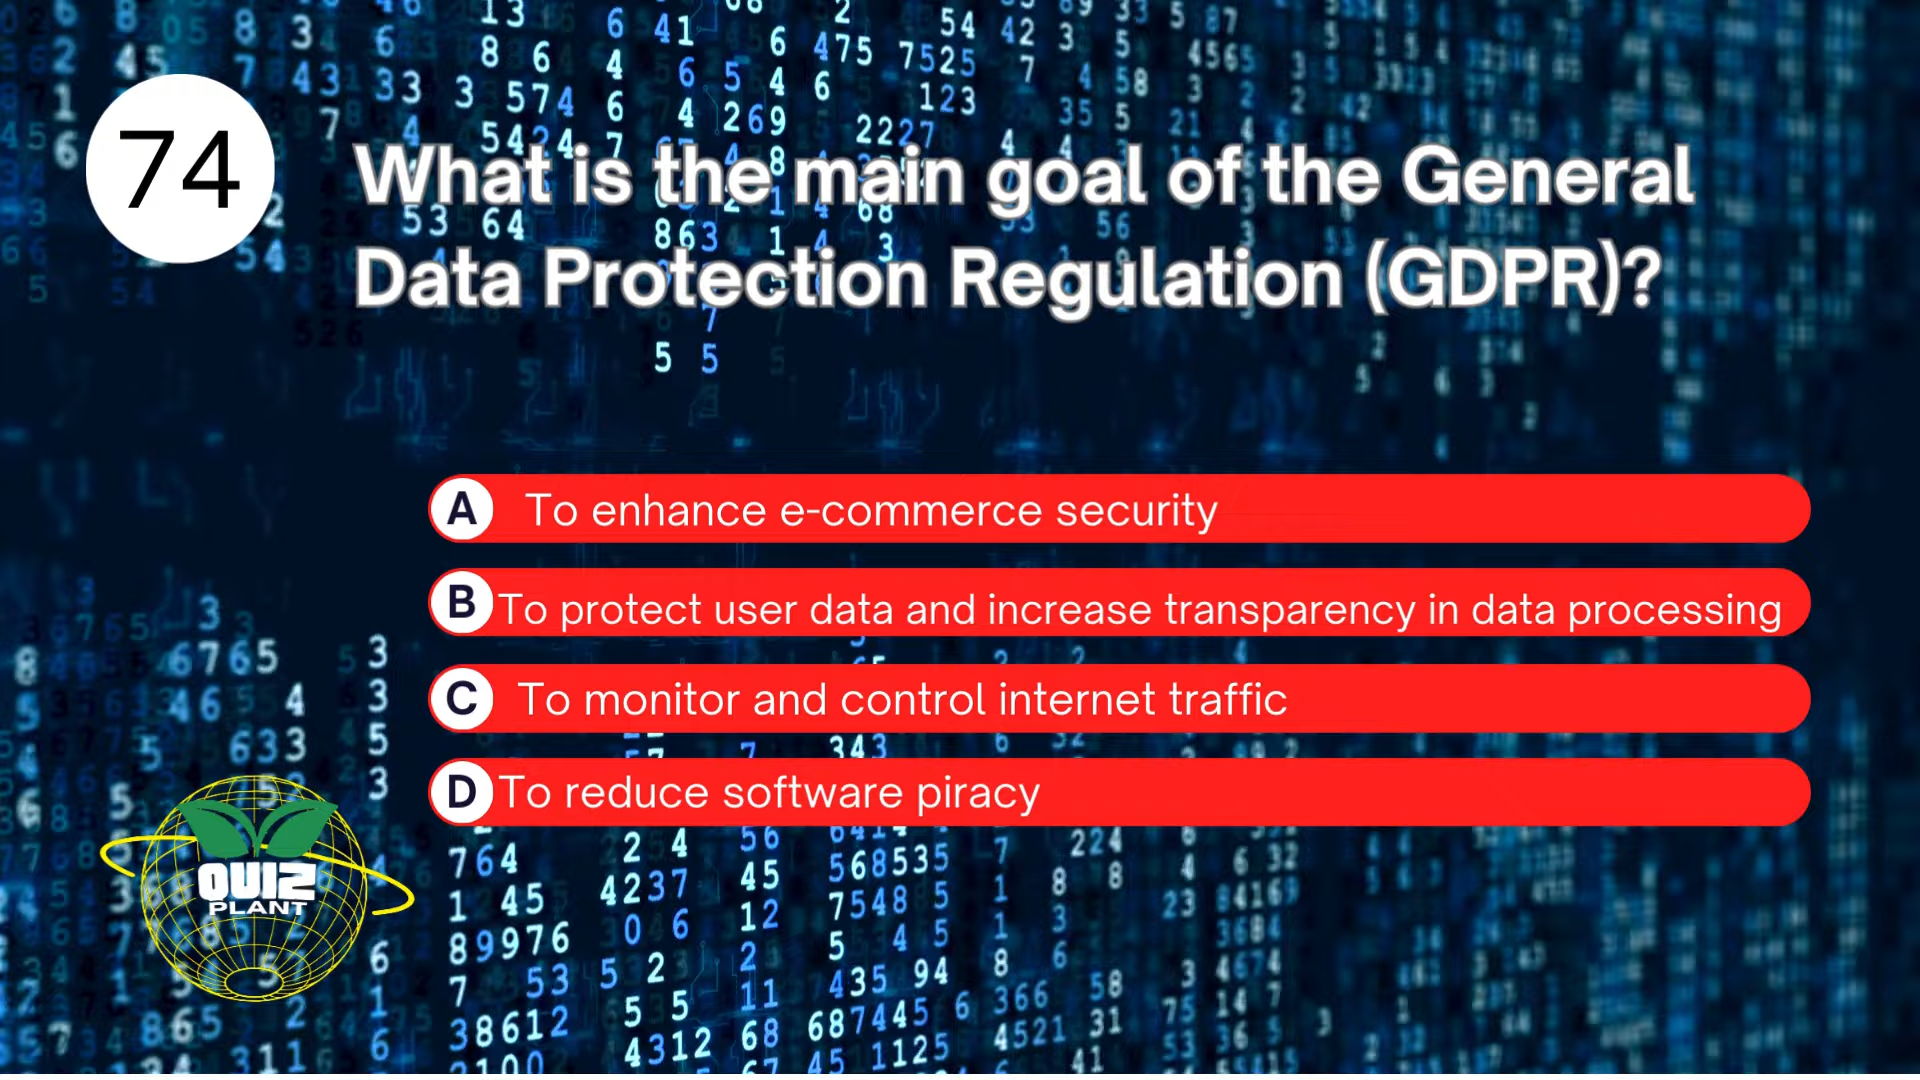 74
What is the main goal of the General
Data Protection Regulation (GDPR)?
A To enhance e-commerce security
B To protect user data and increase transparency in data processing
C To monitor and control internet traffic
D To reduce software piracy
QUIZ
PLANT